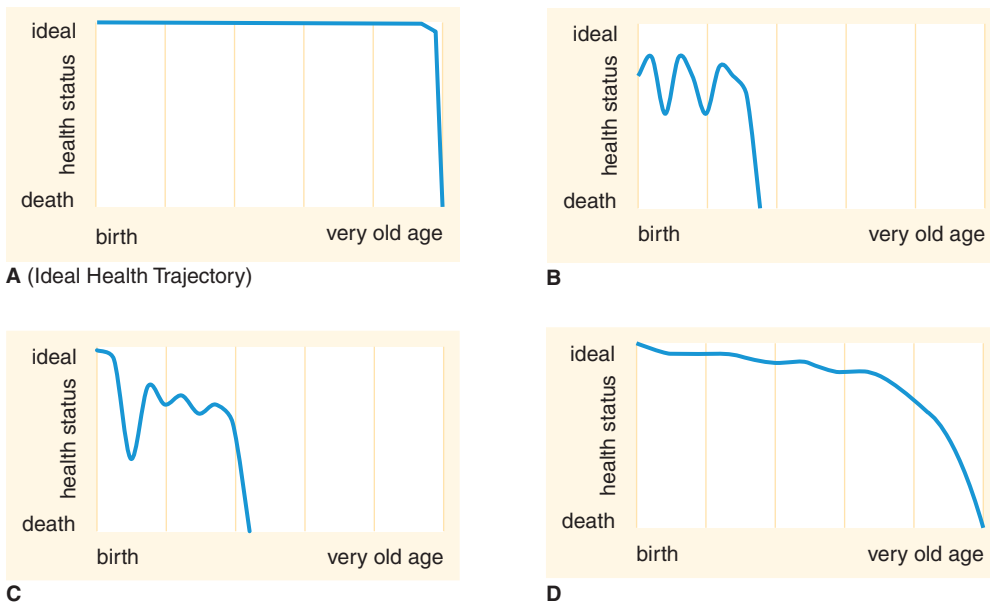 ideal
health status
death
birth
very old age
A (Ideal Health Trajectory)
ideal
health status
death
birth
very old age
B
ideal
health status
death
birth
very old age
C
ideal
health status
death
birth
very old age
D